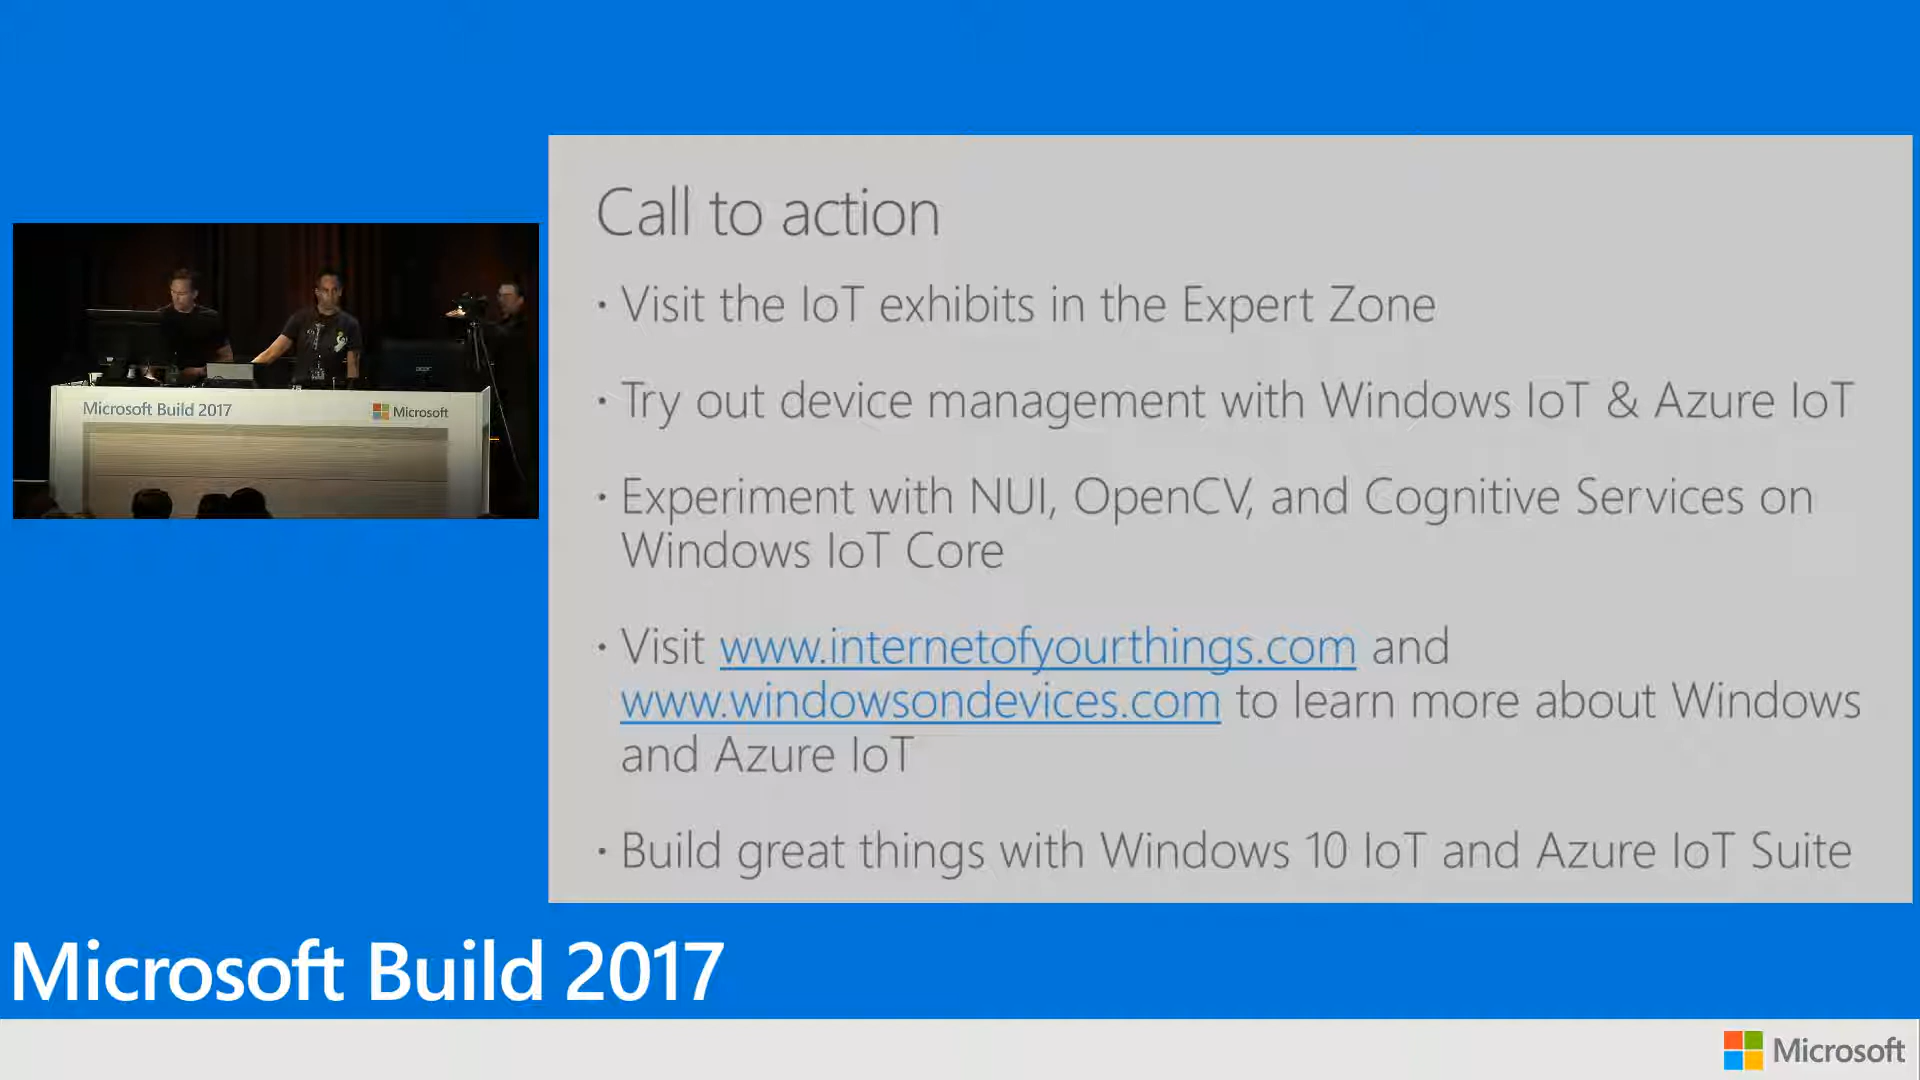 Call to action
· Visit the IoT exhibits in the Expert Zone
· Try out device management with Windows IoT & Azure IoT
· Experiment with NUI, OpenCV, and Cognitive Services on
Windows IoT Core
· Visit www.internetofyourthings.com and
www.windowsondevices.com to learn more about Windows
and Azure IoT
· Build great things with Windows 10 IoT and Azure IoT Suite
Microsoft Build 2017
Microsoft
acer
Microsoft Build 2017
Microsoft